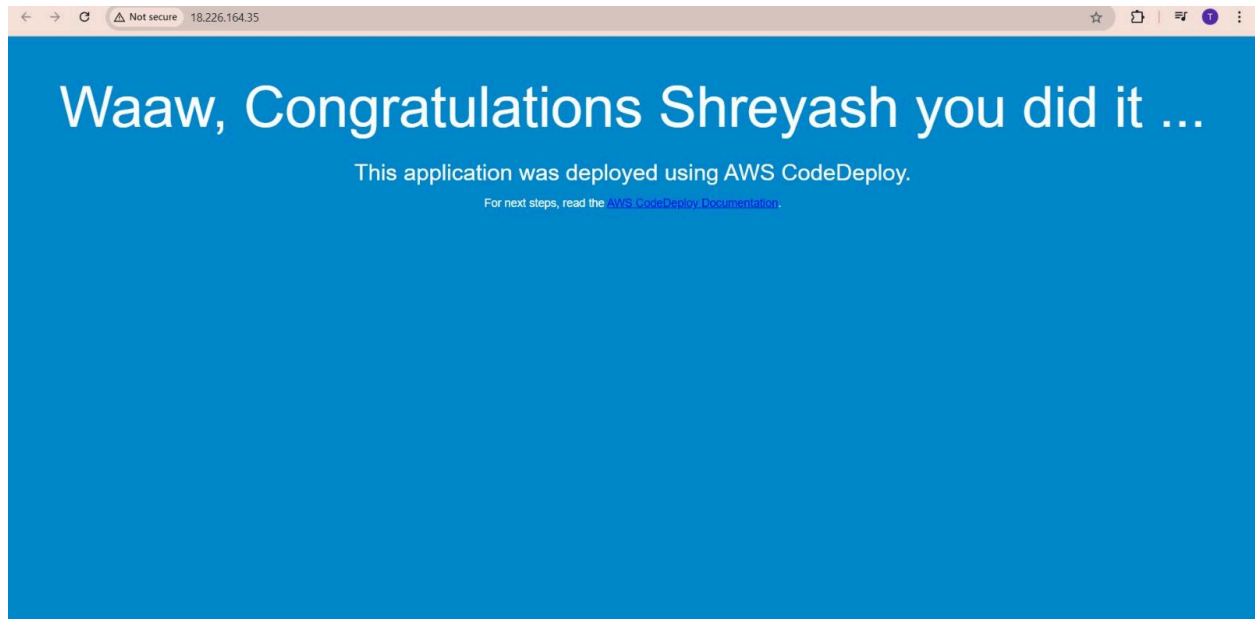 Not secure 18.226.164.35
T
Waaw, Congratulations Shreyash you did it ...
This application was deployed using AWS CodeDeploy.
For next steps, read the AWS CodeDeploy Documentation.